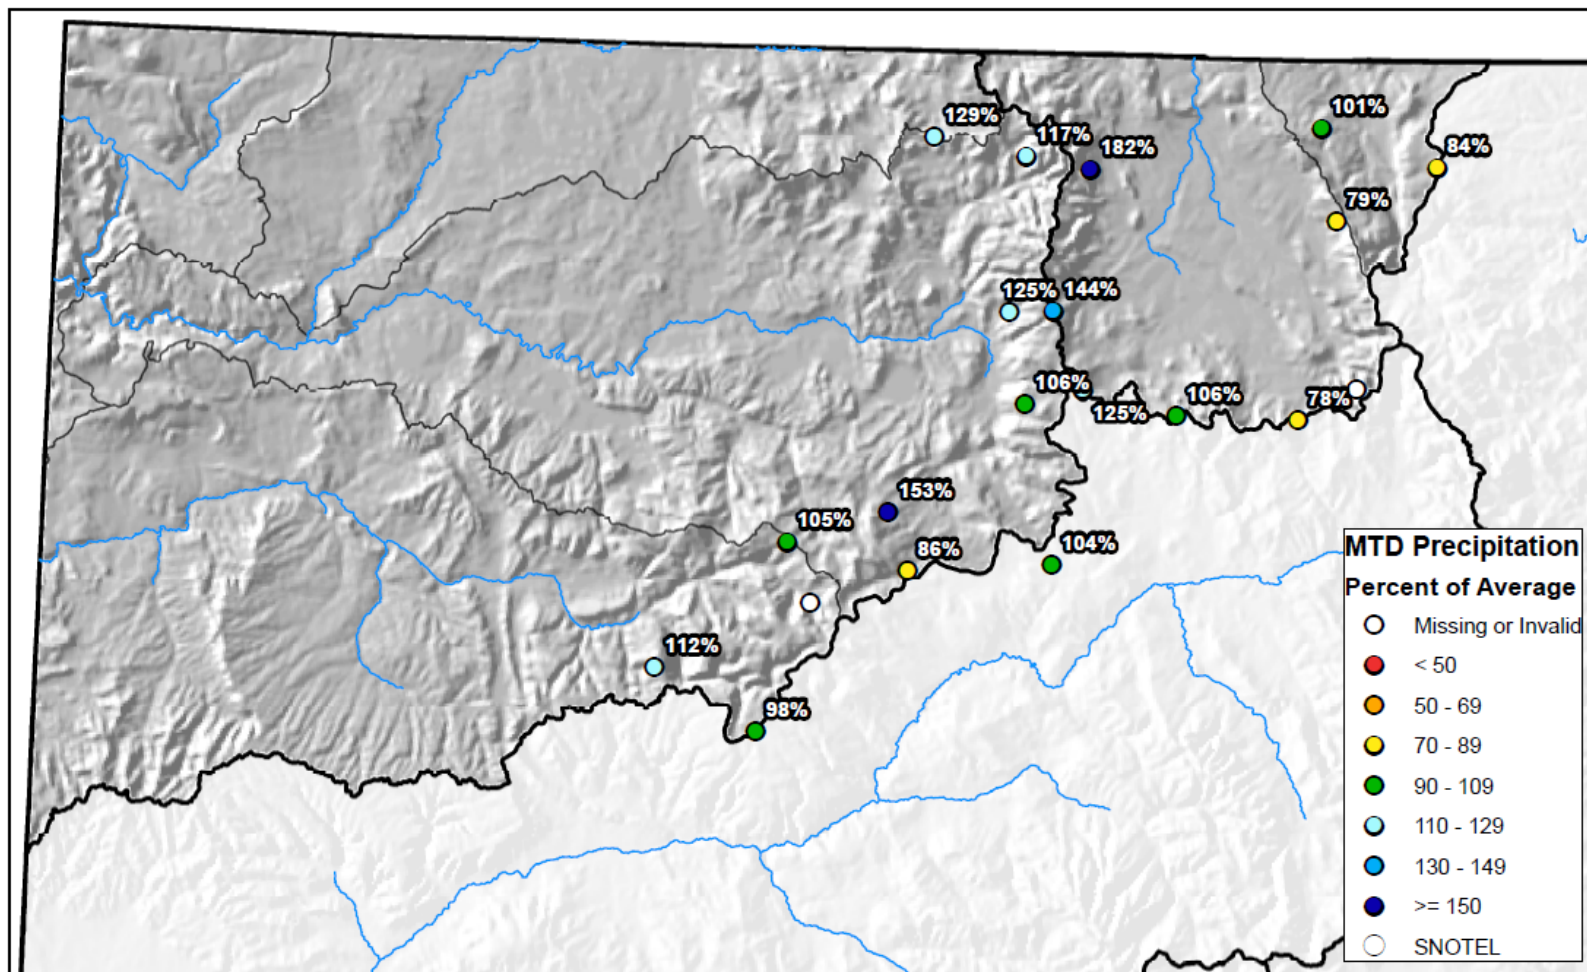 101%
129%
117%
182%
84%
79%
125%
144%
106%
125%
106%
78%
153%
105%
86%
104%
112%
98%
MTD Precipitation
Percent of Average
Missing or Invalid
< 50
50 - 69
70 - 89
90 - 109
110 - 129
130 - 149
>= 150
SNOTEL